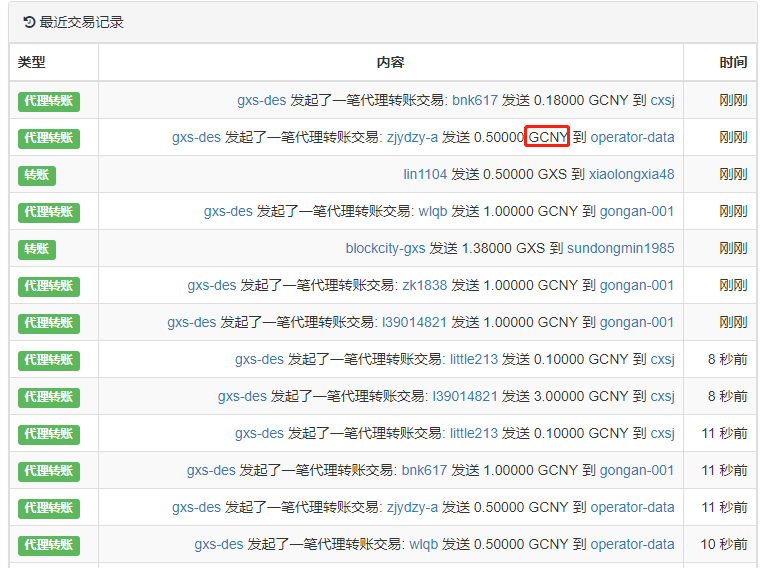 最近交易记录
类型 内容 时间
代理转账 gxs-des 发起了一笔代理转账交易: bnk617 发送 0.18000 GCNY 到 cxsj 刚刚
代理转账 gxs-des 发起了一笔代理转账交易: zjydzy-a 发送 0.50000 GCNY 到 operator-data 刚刚
转账 lin1104 发送 0.50000 GXS 到 xiaolongxia48 刚刚
代理转账 gxs-des 发起了一笔代理转账交易: wlqb 发送 1.00000 GCNY 到 gongan-001 刚刚
转账 blockcity-gxs 发送 1.38000 GXS 到 sundongmin1985 刚刚
代理转账 gxs-des 发起了一笔代理转账交易: zk1838 发送 1.00000 GCNY 到 gongan-001 刚刚
代理转账 gxs-des 发起了一笔代理转账交易: l39014821 发送 1.00000 GCNY 到 gongan-001 刚刚
代理转账 gxs-des 发起了一笔代理转账交易: little213 发送 0.10000 GCNY 到 cxsj 8 秒前
代理转账 gxs-des 发起了一笔代理转账交易: l39014821 发送 3.00000 GCNY 到 cxsj 8 秒前
代理转账 gxs-des 发起了一笔代理转账交易: little213 发送 0.10000 GCNY 到 cxsj 11 秒前
代理转账 gxs-des 发起了一笔代理转账交易: bnk617 发送 1.00000 GCNY 到 gongan-001 11 秒前
代理转账 gxs-des 发起了一笔代理转账交易: zjydzy-a 发送 0.50000 GCNY 到 operator-data 11 秒前
代理转账 gxs-des 发起了一笔代理转账交易: wlqb 发送 0.50000 GCNY 到 operator-data 10 秒前